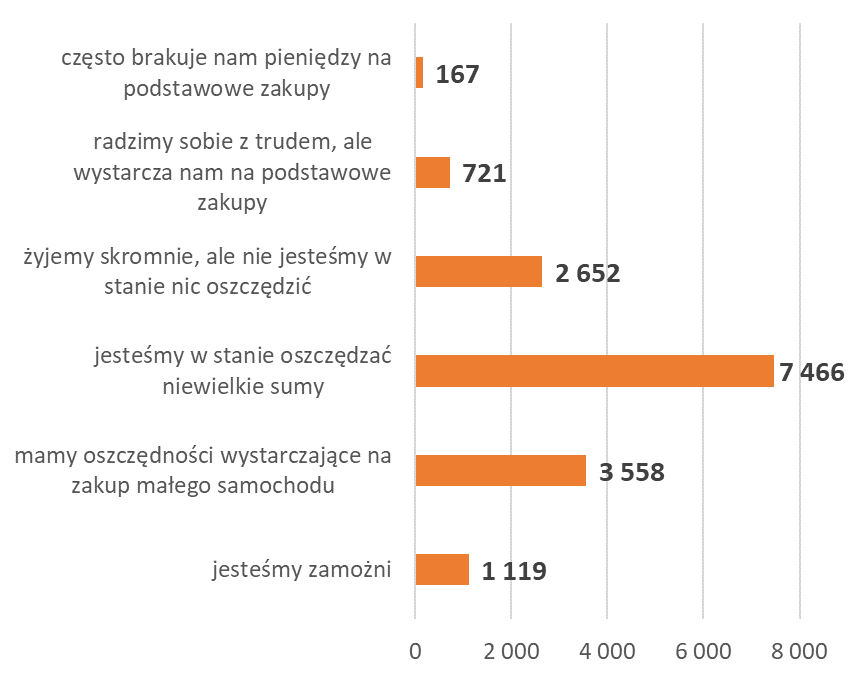 często brakuje nam pieniędzy na
podstawowe zakupy
167
radzimy sobie z trudem, ale
wystarcza nam na podstawowe
zakupy
721
żyjemy skromnie, ale nie jesteśmy w
stanie nic oszczędzić
2 652
jesteśmy w stanie oszczędzać
niewielkie sumy
7 466
mamy oszczędności wystarczające na
zakup małego samochodu
3 558
jesteśmy zamożni
1 119
0 2 000 4 000 6 000 8 000